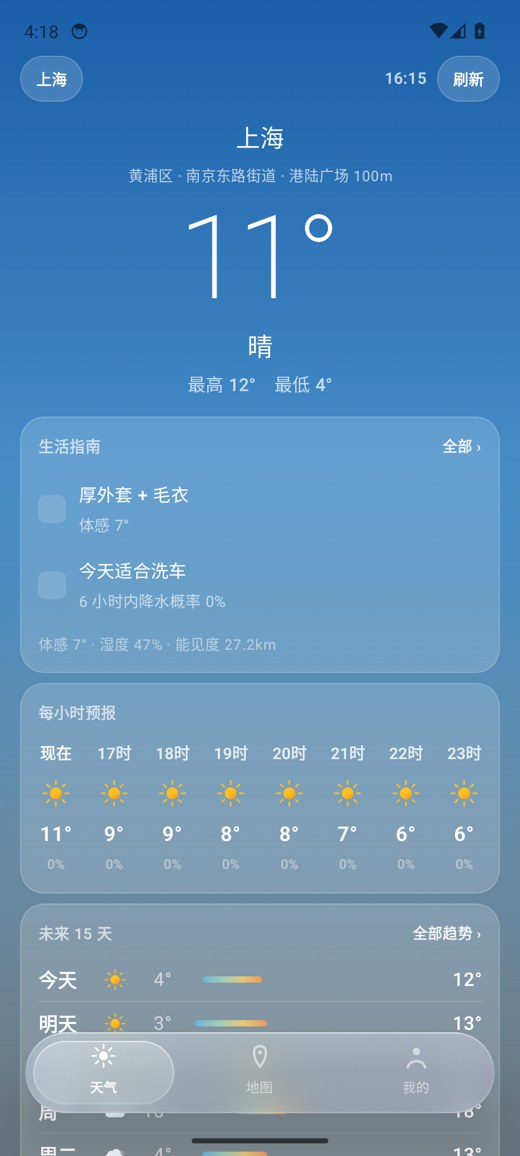 4:18
上海
16:15
刷新
上海
黄浦区 · 南京东路街道 · 港陆广场 100m
11°
晴
最高 12° 最低 4°
生活指南
全部 ›
厚外套 + 毛衣
体感 7°
今天适合洗车
6 小时内降水概率 0%
体感 7° · 湿度 47% · 能见度 27.2km
每小时预报
现在 17时 18时 19时 20时 21时 22时 23时
11° 9° 9° 8° 8° 7° 6° 6°
0% 0% 0% 0% 0% 0% 0% 0%
未来 15 天
全部趋势 ›
今天 4° 12°
明天 3° 13°
天气 地图 我的
周二 4° 13°